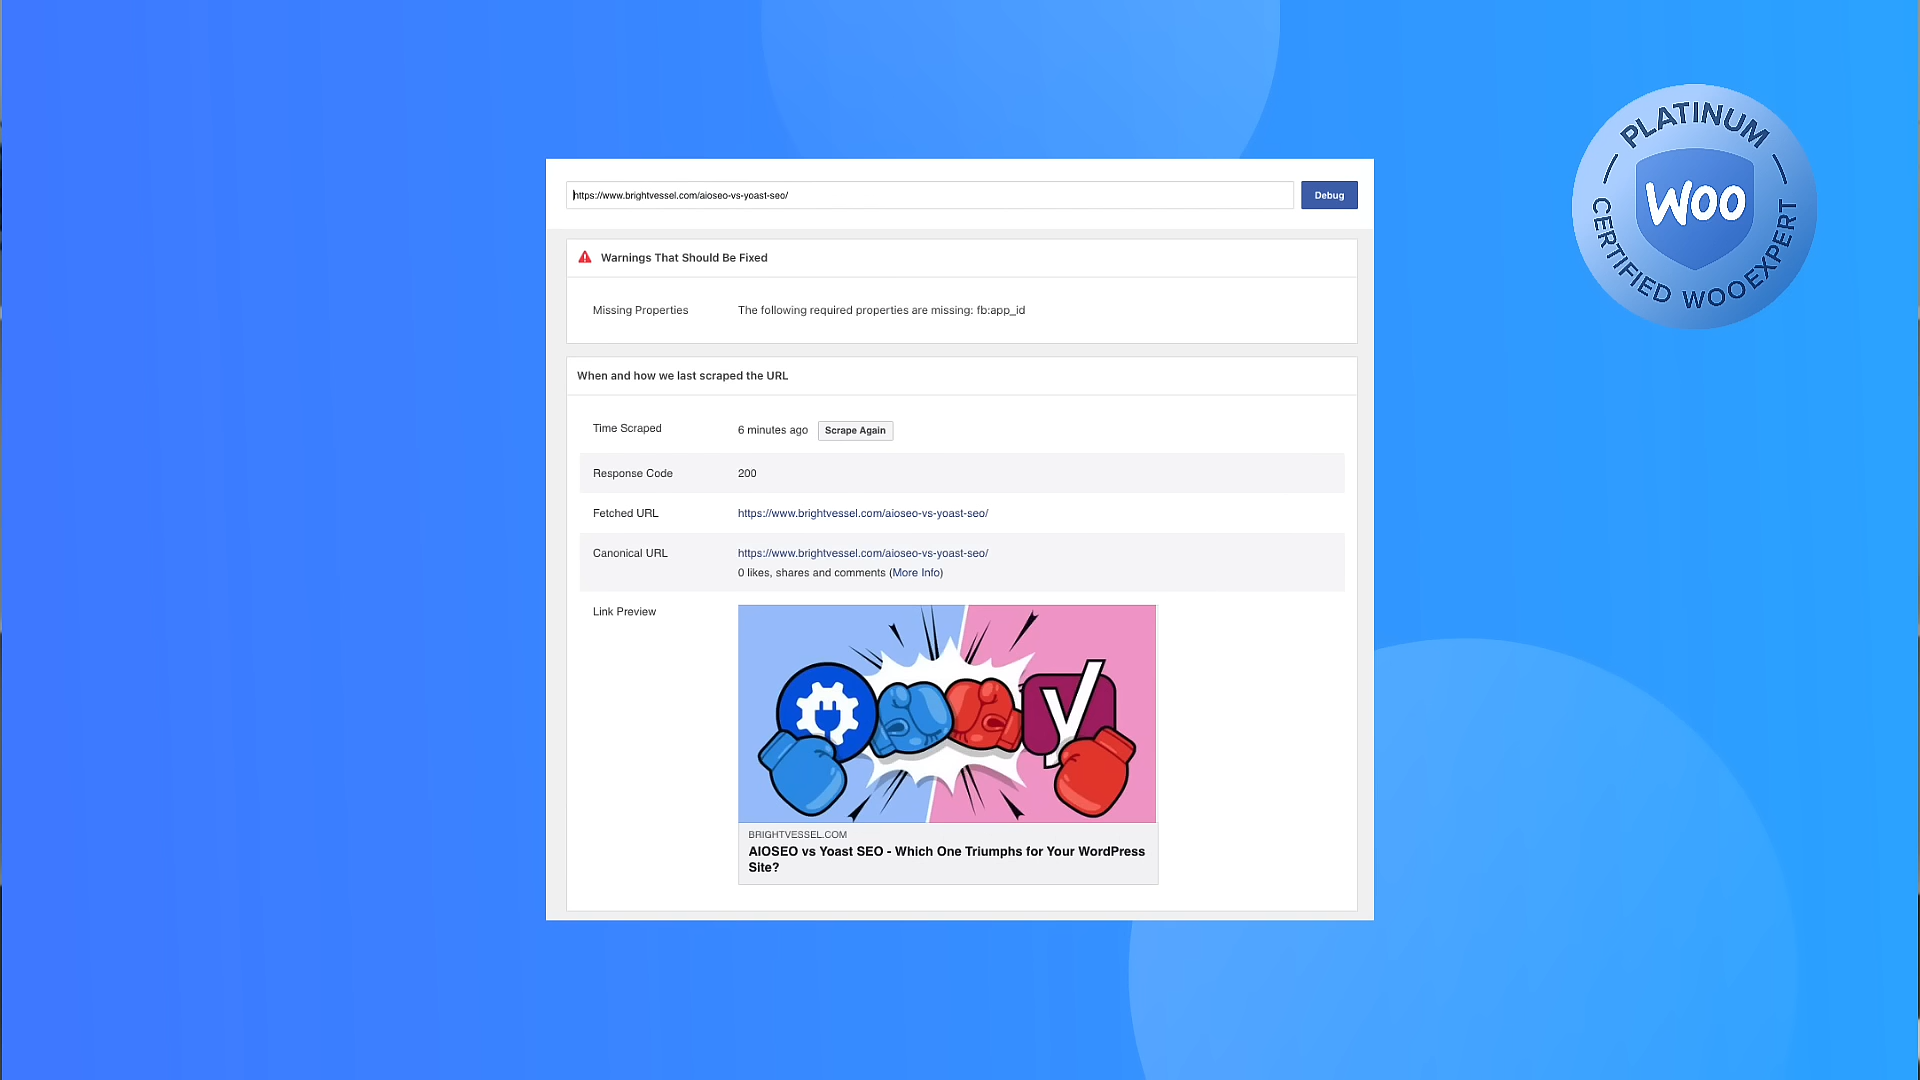 https://www.brightvessel.com/aioseo-vs-yoast-seo/
Debug
Warnings That Should Be Fixed
Missing Properties The following required properties are missing: fb:app_id
When and how we last scraped the URL
Time Scraped 6 minutes ago Scrape Again
Response Code 200
Fetched URL https://www.brightvessel.com/aioseo-vs-yoast-seo/
Canonical URL https://www.brightvessel.com/aioseo-vs-yoast-seo/
0 likes, shares and comments (More Info)
Link Preview
BRIGHTVESSEL.COM
AIOSEO vs Yoast SEO - Which One Triumphs for Your WordPress
Site?
PLATINUM
WOO
CERTIFIED WOOEXPERT